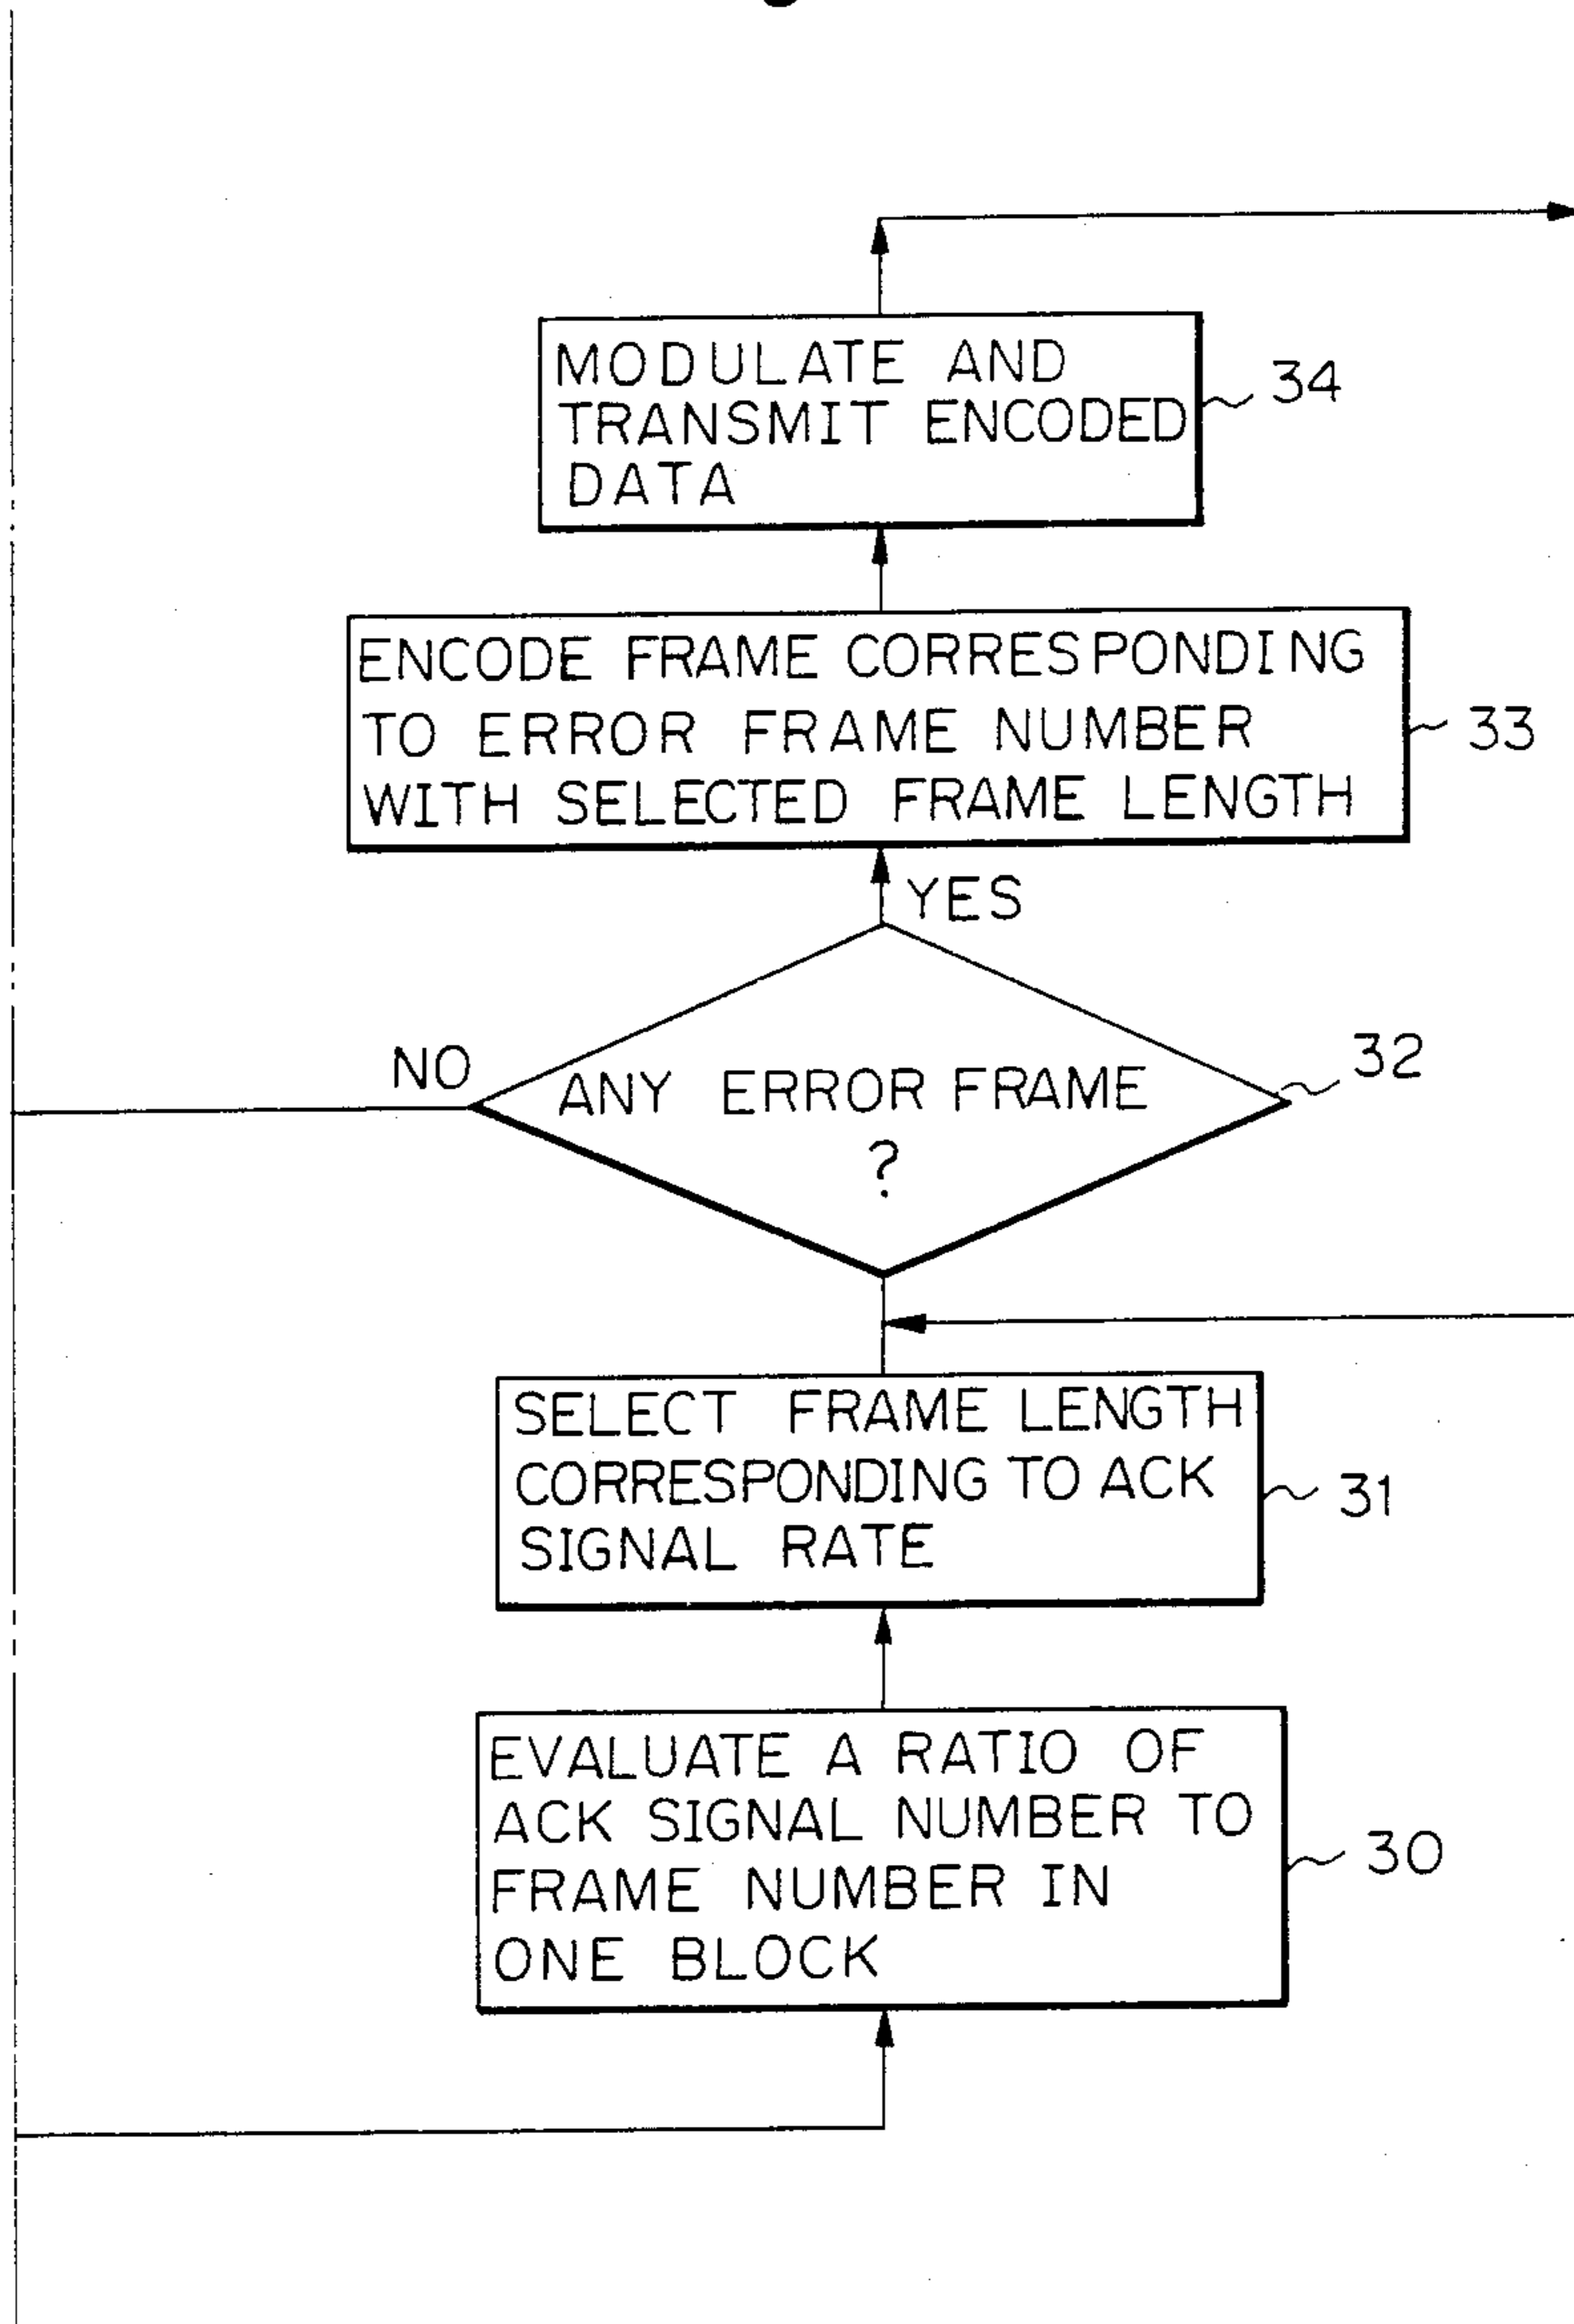 MODULATE AND
TRANSMIT ENCODED
DATA
34
ENCODE FRAME CORRESPONDING
TO ERROR FRAME NUMBER
WITH SELECTED FRAME LENGTH
33
YES
NO
ANY ERROR FRAME
?
32
SELECT FRAME LENGTH
CORRESPONDING TO ACK
SIGNAL RATE
31
EVALUATE A RATIO OF
ACK SIGNAL NUMBER TO
FRAME NUMBER IN
ONE BLOCK
30